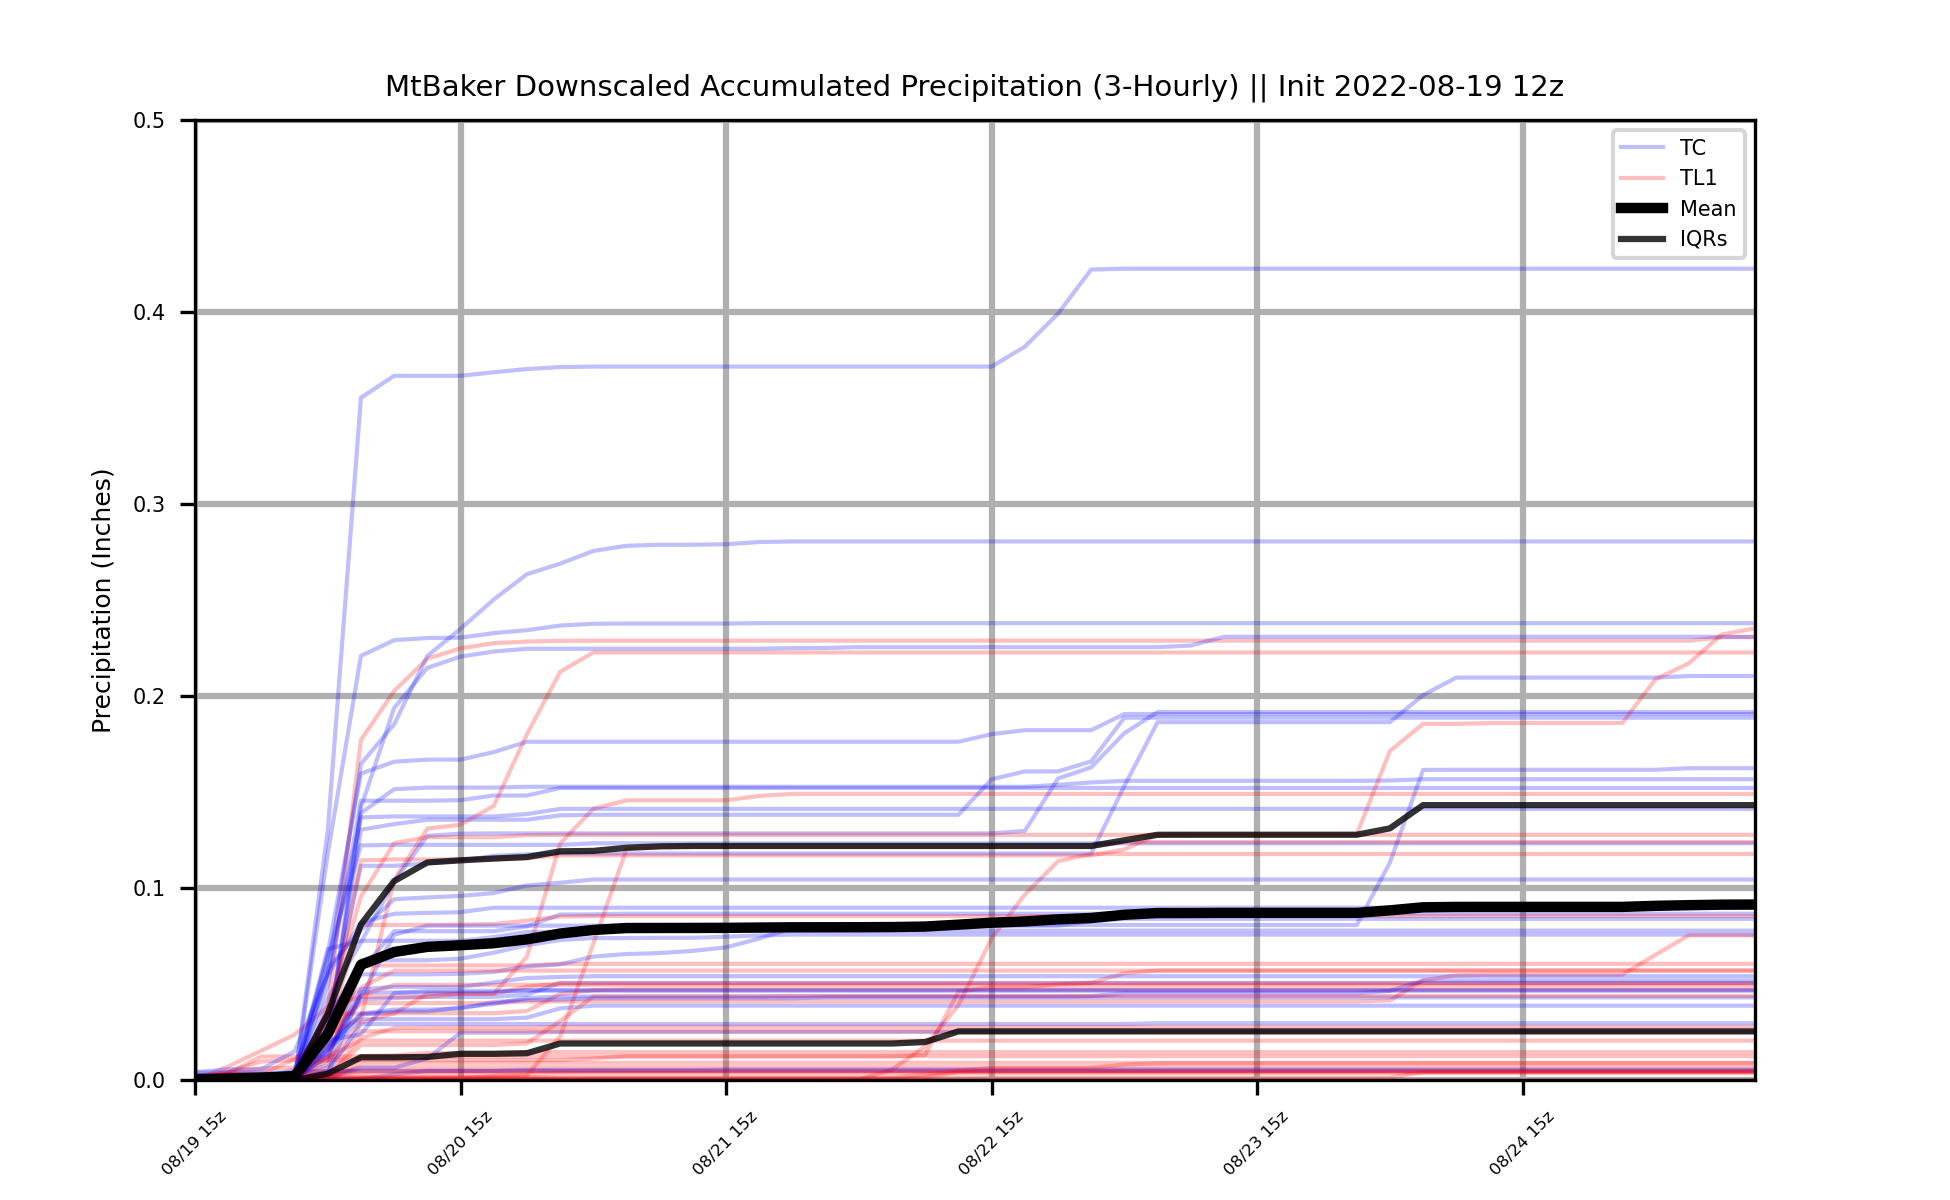 MtBaker Downscaled Accumulated Precipitation (3-Hourly) || Init 2022-08-19 12z
TC
TL1
Mean
IQRs
Precipitation (Inches)
0.5
0.4
0.3
0.2
0.1
0.0
08/19 15z
08/20 15z
08/21 15z
08/22 15z
08/23 15z
08/24 15z